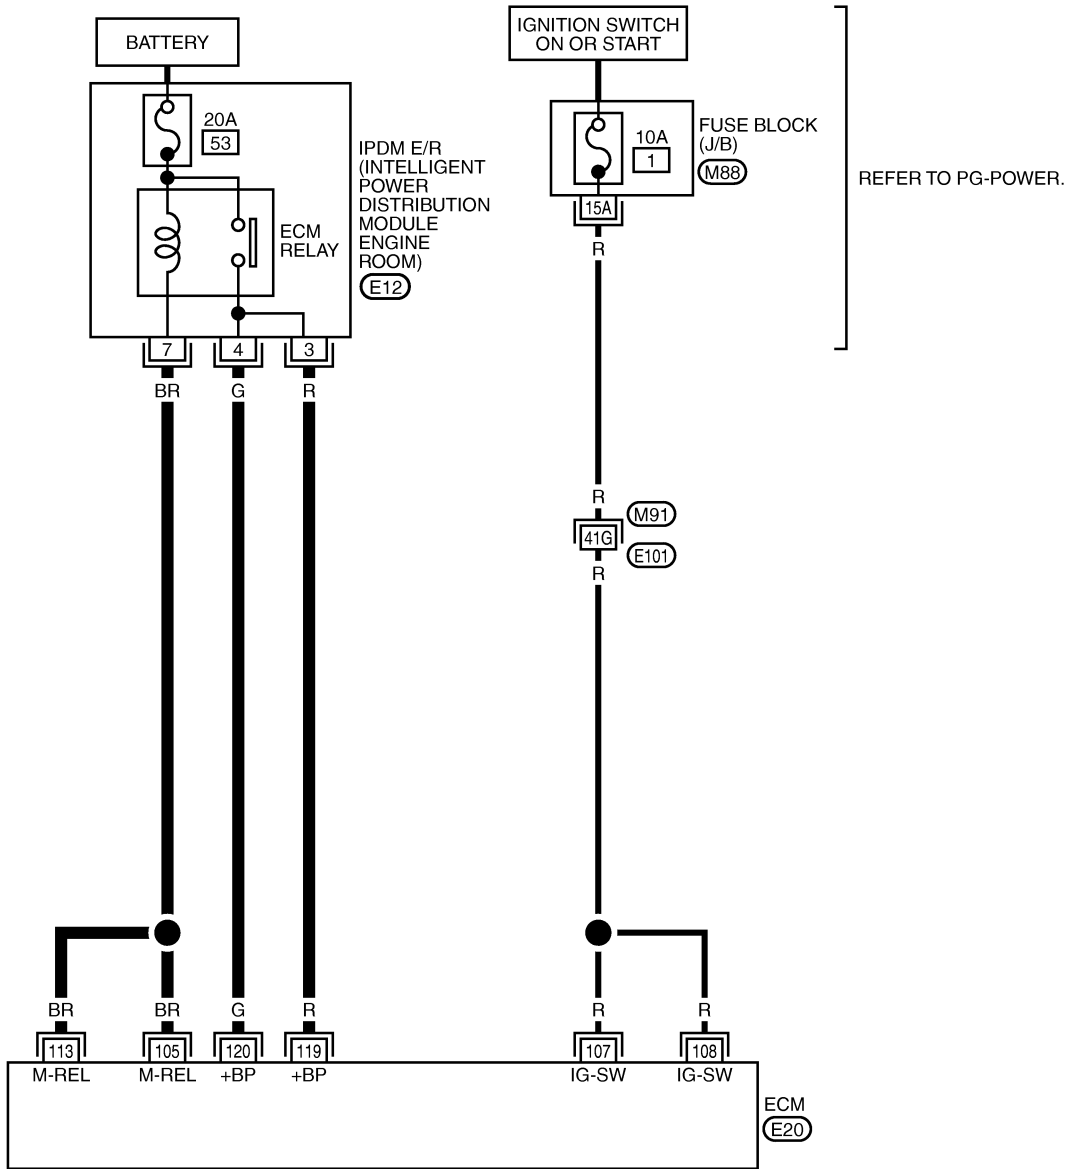 BATTERY
IGNITION SWITCH
ON OR START
20A
53
IPDM E/R
(INTELLIGENT
POWER
DISTRIBUTION
MODULE
ENGINE
ROOM)
E12
ECM
RELAY
10A
1
FUSE BLOCK
(J/B)
M88
REFER TO PG-POWER.
15A
R
7
4
3
BR
G
R
R
M91
41G
E101
R
BR
BR
G
R
R
R
113
105
120
119
107
108
M-REL
M-REL
+BP
+BP
IG-SW
IG-SW
ECM
E20